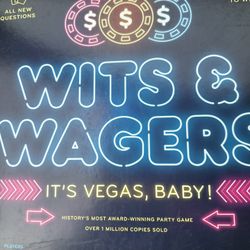 TO W
ALL NEW
QUESTIONS
$ $ $
WITS &
WAGERS
IT'S VEGAS, BABY!
HISTORY'S MOST AWARD-WINNING PARTY GAME
OVER 1 MILLION COPIES SOLD
PLAYERS